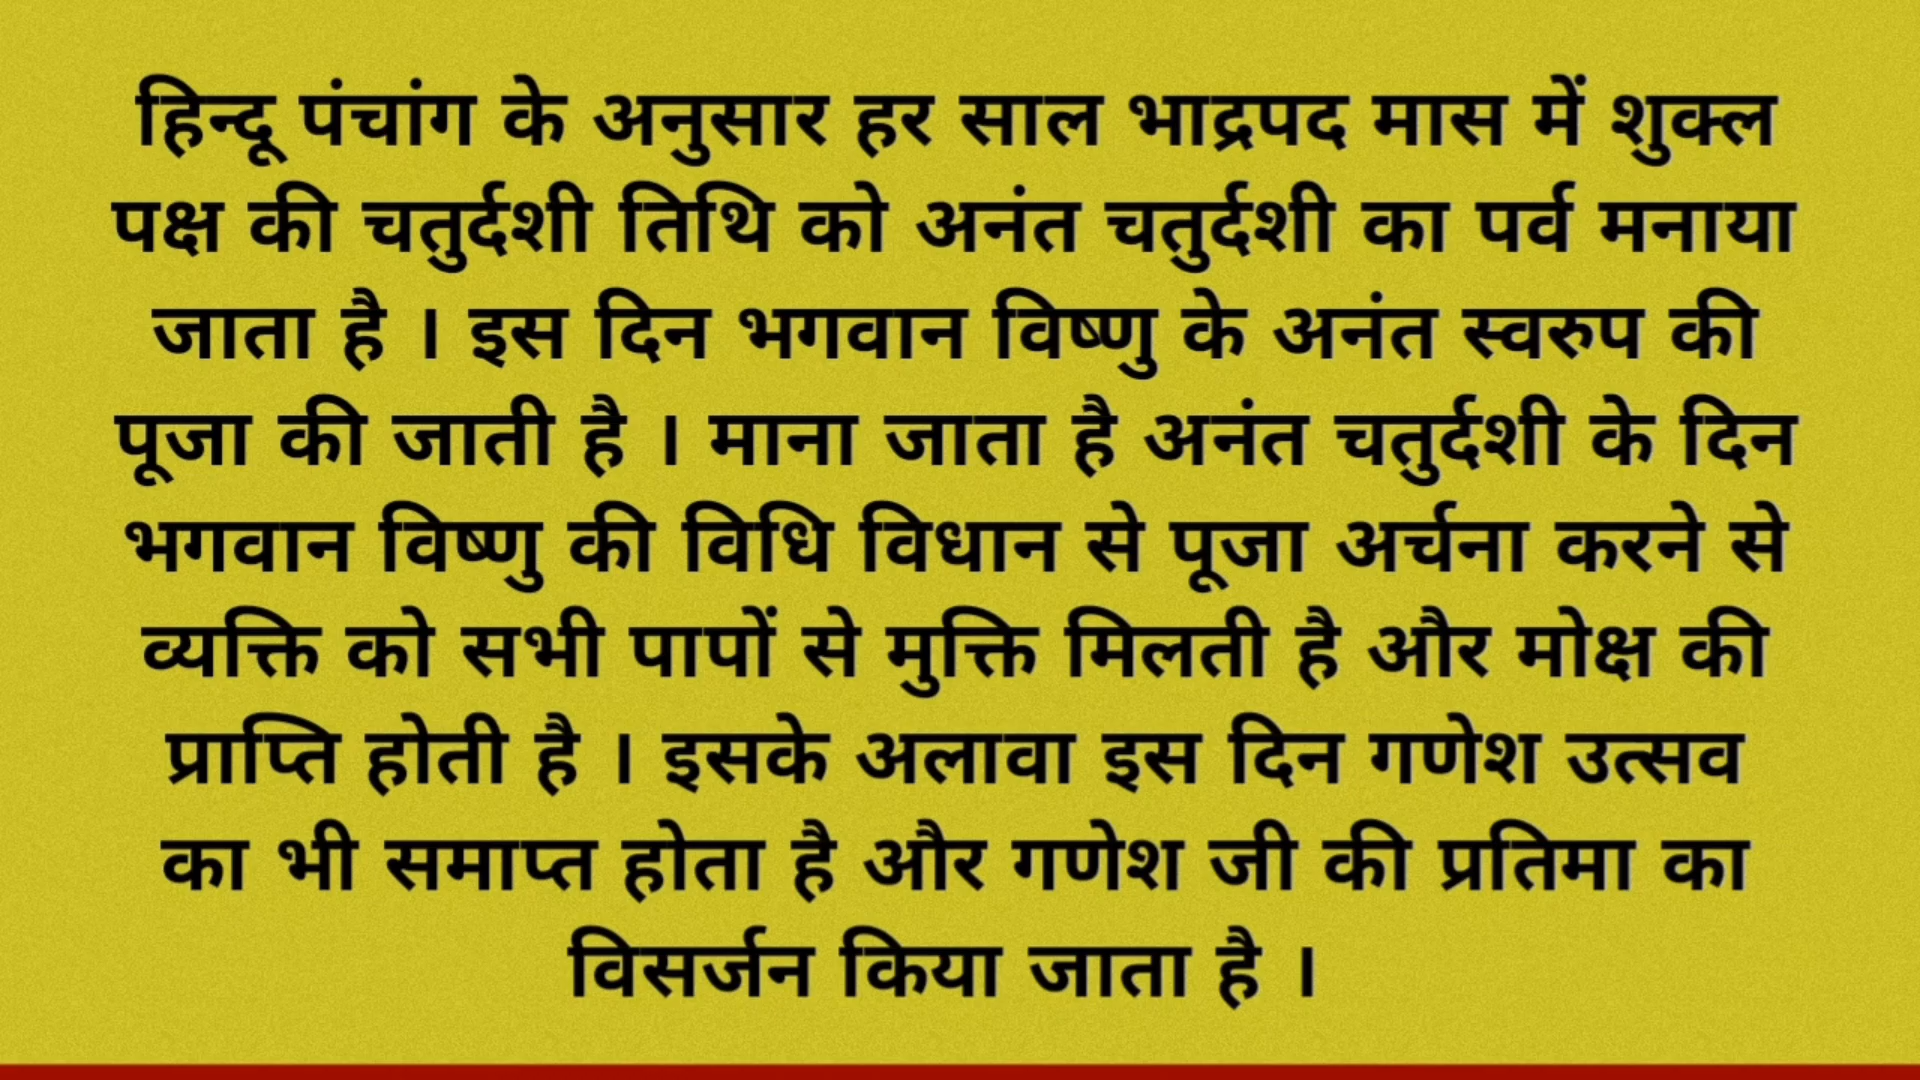 हिन्दू पंचांग के अनुसार हर साल भाद्रपद मास में शुक्ल
पक्ष की चतुर्दशी तिथि को अनंत चतुर्दशी का पर्व मनाया
जाता है । इस दिन भगवान विष्णु के अनंत स्वरुप की
पूजा की जाती है । माना जाता है अनंत चतुर्दशी के दिन
भगवान विष्णु की विधि विधान से पूजा अर्चना करने से
व्यक्ति को सभी पापों से मुक्ति मिलती है और मोक्ष की
प्राप्ति होती है । इसके अलावा इस दिन गणेश उत्सव
का भी समाप्त होता है और गणेश जी की प्रतिमा का
विसर्जन किया जाता है ।